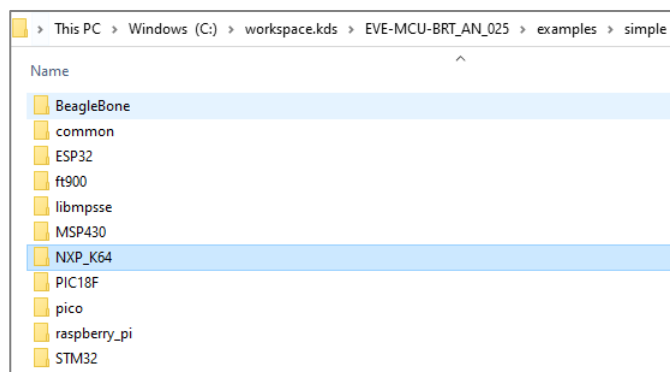 This PC > Windows (C:) > workspace.kds > EVE-MCU-BRT_AN_025 > examples > simple
Name
BeagleBone
common
ESP32
ft900
libmpsse
MSP430
NXP_K64
PIC18F
pico
raspberry_pi
STM32